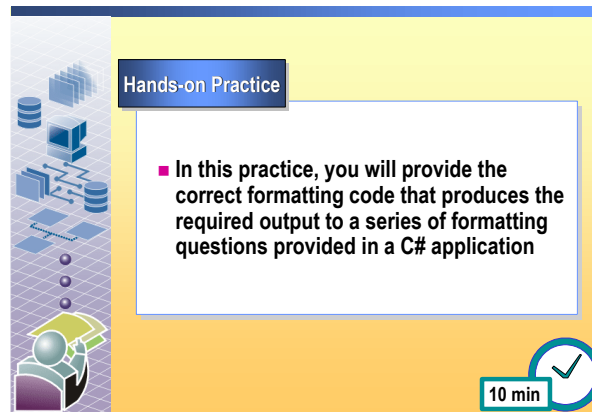 Hands-on Practice
In this practice, you will provide the
correct formatting code that produces the
required output to a series of formatting
questions provided in a C# application
10 min